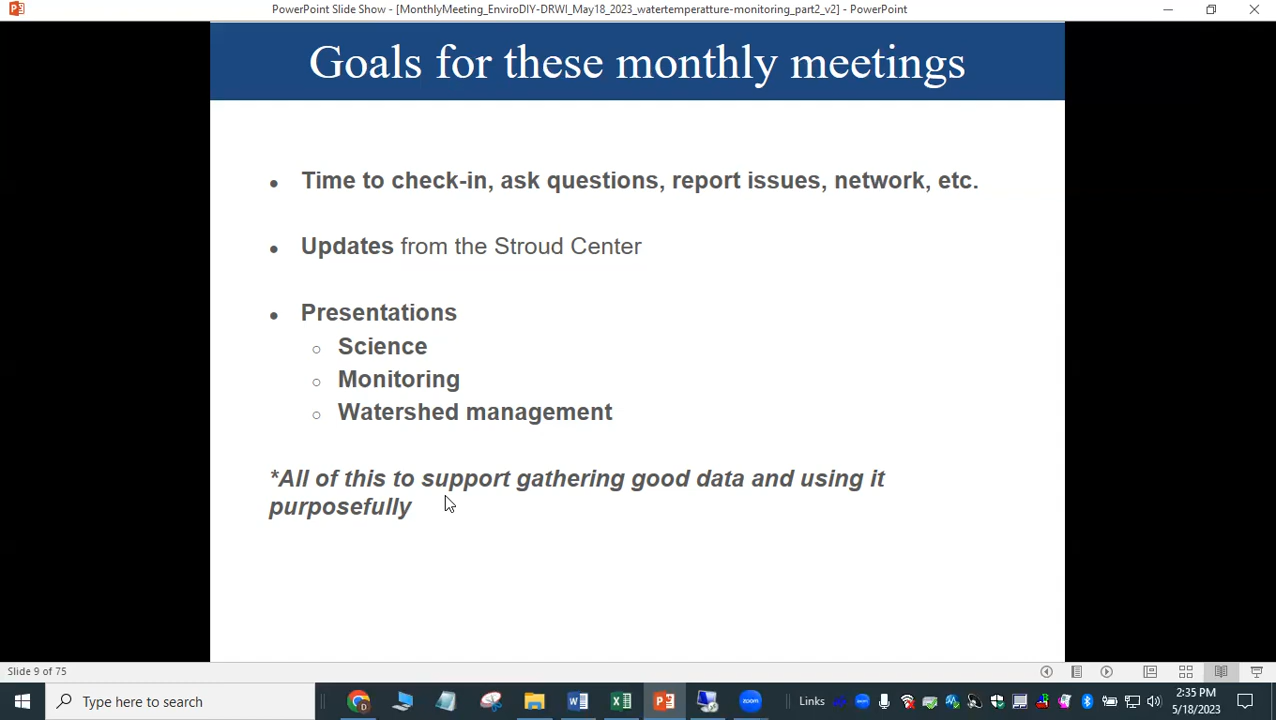 PowerPoint Slide Show - [MonthlyMeeting_EnviroDIY-DRWI_May18_2023_watertemperatture-monitoring_part2_v2] - PowerPoint
Goals for these monthly meetings
Time to check-in, ask questions, report issues, network, etc.
Updates from the Stroud Center
Presentations
Science
Monitoring
Watershed management
*All of this to support gathering good data and using it
purposefully
Slide 9 of 75
Type here to search
Links
2:35 PM
5/18/2023